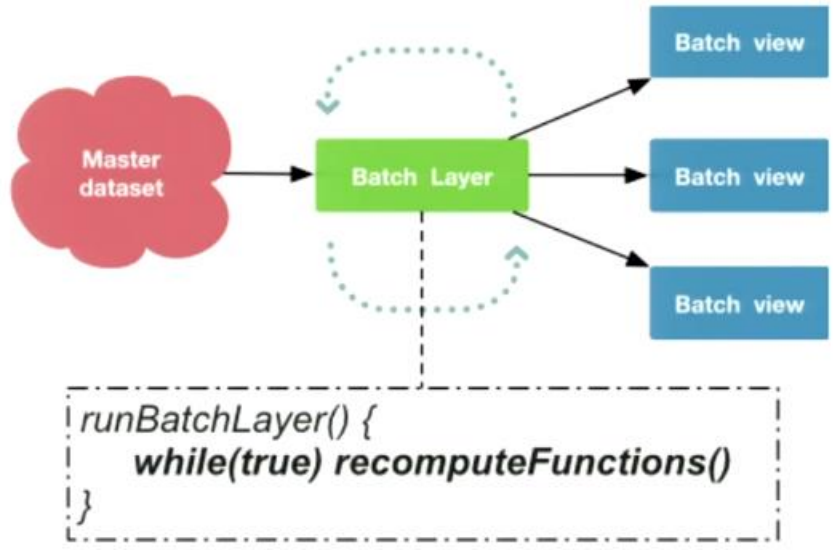 Batch view
Master
dataset
Batch Layer
Batch view
Batch view
runBatchLayer() {
while(true) recomputeFunctions()
}